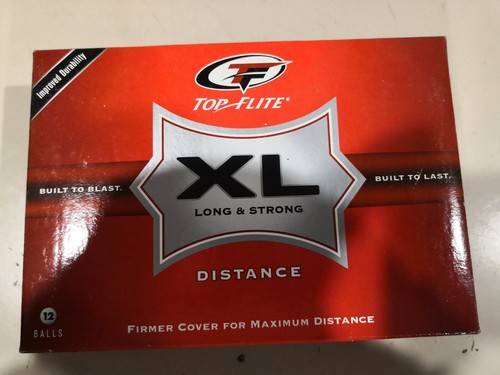 Improved Durability
TF
TOP FLITE®
BUILT TO BLAST.
XL
LONG & STRONG
BUILT TO LAST.
DISTANCE
12
BALLS
FIRMER COVER FOR MAXIMUM DISTANCE